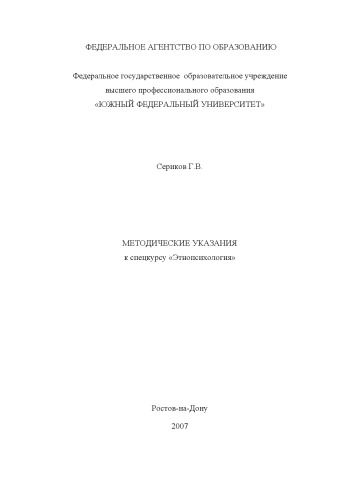 ФЕДЕРАЛЬНОЕ АГЕНТСТВО ПО ОБРАЗОВАНИЮ
Федеральное государственное образовательное учреждение
высшего профессионального образования
«ЮЖНЫЙ ФЕДЕРАЛЬНЫЙ УНИВЕРСИТЕТ»
Сериков Г.В.
МЕТОДИЧЕСКИЕ УКАЗАНИЯ
к спецкурсу «Этнопсихология»
Ростов-на-Дону
2007